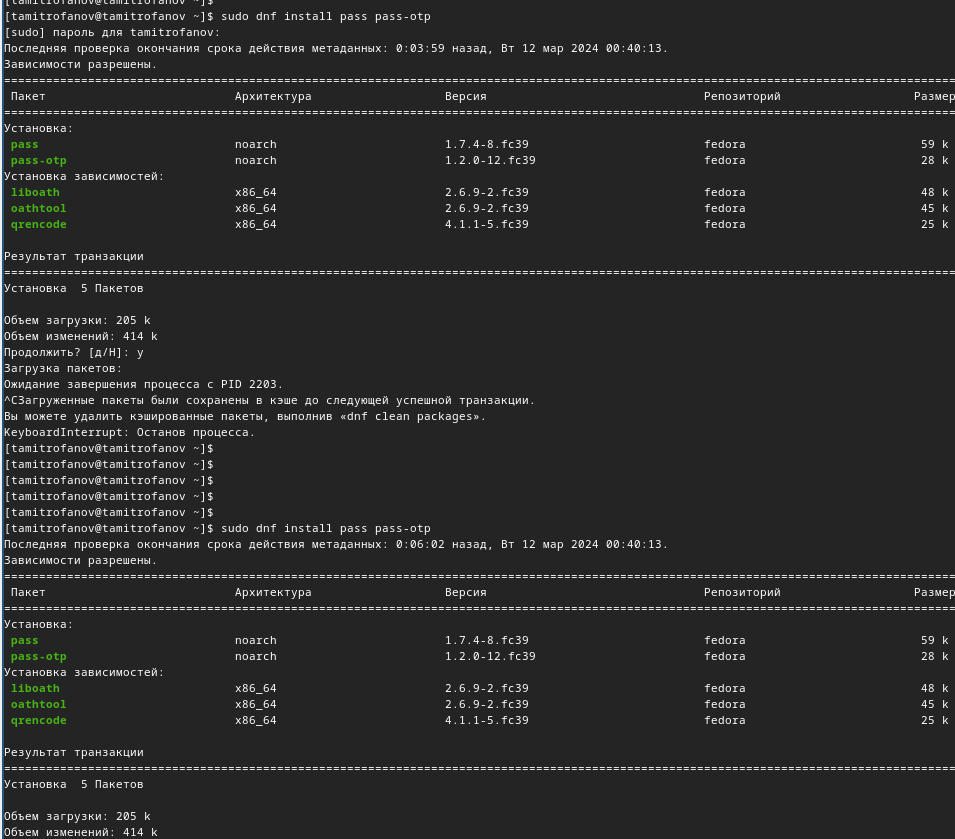 [tamitrofanov@tamitrofanov ~]$
[tamitrofanov@tamitrofanov ~]$ sudo dnf install pass pass-otp
[sudo] пароль для tamitrofanov:
Последняя проверка окончания срока действия метаданных: 0:03:59 назад, Вт 12 мар 2024 00:40:13.
Зависимости разрешены.
Пакет Архитектура Версия Репозиторий Размер
Установка:
pass noarch 1.7.4-8.fc39 fedora 59 k
pass-otp noarch 1.2.0-12.fc39 fedora 28 k
Установка зависимостей:
liboath x86_64 2.6.9-2.fc39 fedora 48 k
oathtool x86_64 2.6.9-2.fc39 fedora 45 k
qrencode x86_64 4.1.1-5.fc39 fedora 25 k
Результат транзакции
Установка 5 Пакетов
Объем загрузки: 205 k
Объем изменений: 414 k
Продолжить? [д/Н]: y
Загрузка пакетов:
Ожидание завершения процесса с PID 2203.
^CЗагруженные пакеты были сохранены в кэше до следующей успешной транзакции.
Вы можете удалить кэшированные пакеты, выполнив «dnf clean packages».
KeyboardInterrupt: Останов процесса.
[tamitrofanov@tamitrofanov ~]$
[tamitrofanov@tamitrofanov ~]$
[tamitrofanov@tamitrofanov ~]$
[tamitrofanov@tamitrofanov ~]$
[tamitrofanov@tamitrofanov ~]$
[tamitrofanov@tamitrofanov ~]$ sudo dnf install pass pass-otp
Последняя проверка окончания срока действия метаданных: 0:06:02 назад, Вт 12 мар 2024 00:40:13.
Зависимости разрешены.
Пакет Архитектура Версия Репозиторий Размер
Установка:
pass noarch 1.7.4-8.fc39 fedora 59 k
pass-otp noarch 1.2.0-12.fc39 fedora 28 k
Установка зависимостей:
liboath x86_64 2.6.9-2.fc39 fedora 48 k
oathtool x86_64 2.6.9-2.fc39 fedora 45 k
qrencode x86_64 4.1.1-5.fc39 fedora 25 k
Результат транзакции
Установка 5 Пакетов
Объем загрузки: 205 k
Объем изменений: 414 k